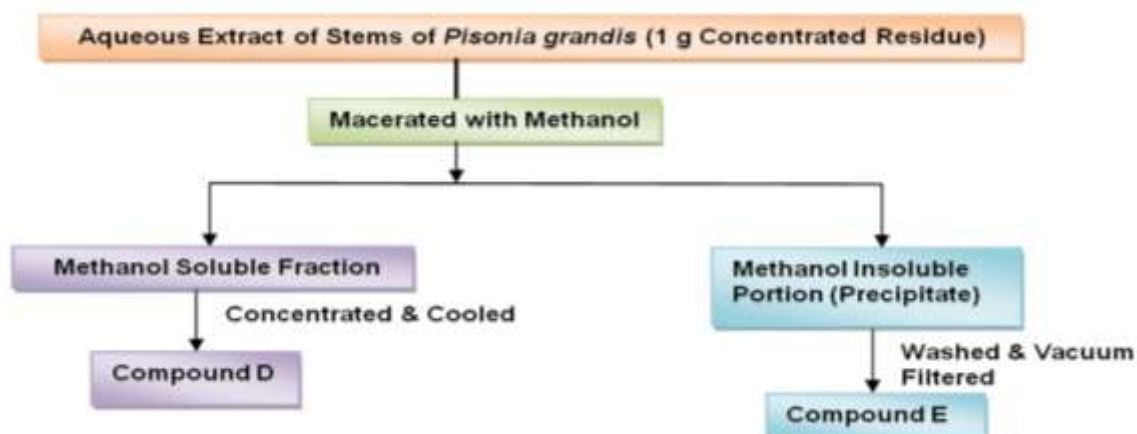 Aqueous Extract of Stems of Pisonia grandis (1 g Concentrated Residue)
Macerated with Methanol
Methanol Soluble Fraction
Methanol Insoluble
Portion (Precipitate)
Concentrated & Cooled
Washed & Vacuum
Filtered
Compound D
Compound E